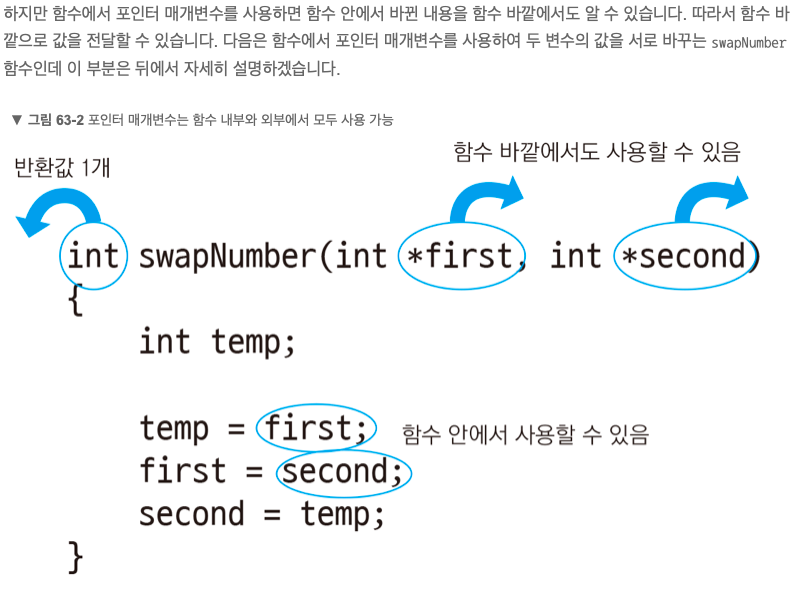 하지만 함수에서 포인터 매개변수를 사용하면 함수 안에서 바뀐 내용을 함수 바깥에서도 알 수 있습니다. 따라서 함수 바
깥으로 값을 전달할 수 있습니다. 다음은 함수에서 포인터 매개변수를 사용하여 두 변수의 값을 서로 바꾸는 swapNumber
함수인데 이 부분은 뒤에서 자세히 설명하겠습니다.
▼ 그림 63-2 포인터 매개변수는 함수 내부와 외부에서 모두 사용 가능
함수 바깥에서도 사용할 수 있음
반환값 1개
int swapNumber(int *first, int *second)
{
int temp;
temp = first; 함수 안에서 사용할 수 있음
first = second;
second = temp;
}